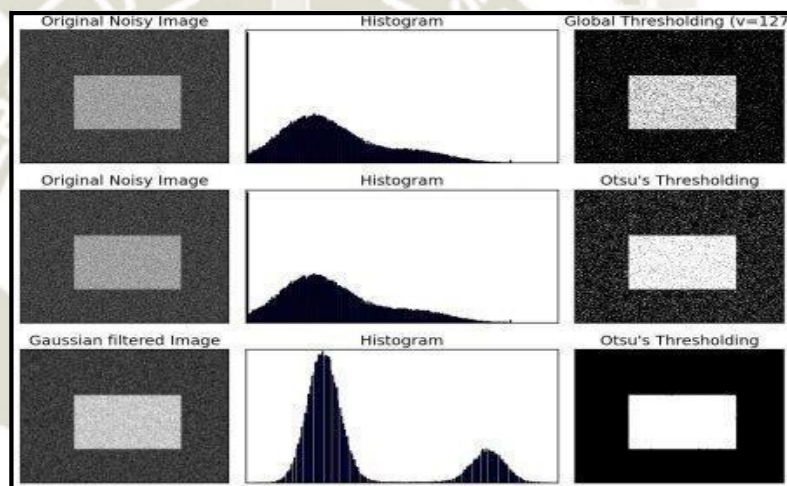 Original Noisy Image Histogram Global Thresholding (v=127
Original Noisy Image Histogram Otsu's Thresholding
Gaussian filtered Image Histogram Otsu's Thresholding